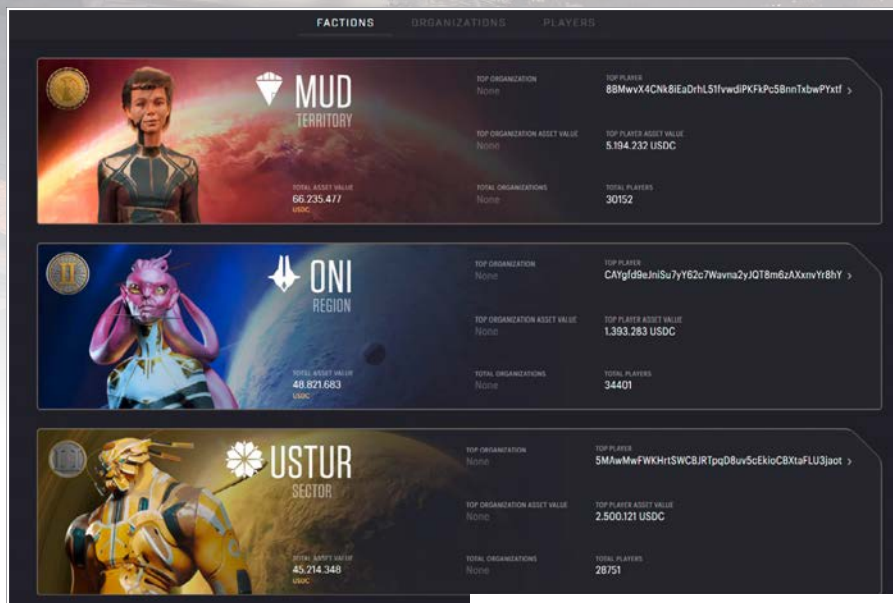 FACTIONS ORGANIZATIONS PLAYERS
MUD
TERRITORY
TOTAL ASSET VALUE
66.235.477
USDC
TOP ORGANIZATION
None
TOP PLAYER
8BMwvX4CNk8iEaDrhLS1fvwdiPKFkPc5BnnTxbwPYxtf >
TOP ORGANIZATION ASSET VALUE
None
TOP PLAYER ASSET VALUE
5.194.232 USDC
TOTAL ORGANIZATIONS
None
TOTAL PLAYERS
30152
II
ONI
REGION
TOTAL ASSET VALUE
48.821.683
USDC
TOP ORGANIZATION
None
TOP PLAYER
CAYgfd9eJniSu7yY62c7Wavna2yJQT8m6zAXxnvYr8hY >
TOP ORGANIZATION ASSET VALUE
None
TOP PLAYER ASSET VALUE
1.393.283 USDC
TOTAL ORGANIZATIONS
None
TOTAL PLAYERS
34401
III
USTUR
SECTOR
TOTAL ASSET VALUE
45.214.348
USDC
TOP ORGANIZATION
None
TOP PLAYER
5MAwMwFWKHrtSWCBJRTpqD8uv5cEkioCBXtaFLU3jaot >
TOP ORGANIZATION ASSET VALUE
None
TOP PLAYER ASSET VALUE
2.500.121 USDC
TOTAL ORGANIZATIONS
None
TOTAL PLAYERS
28751